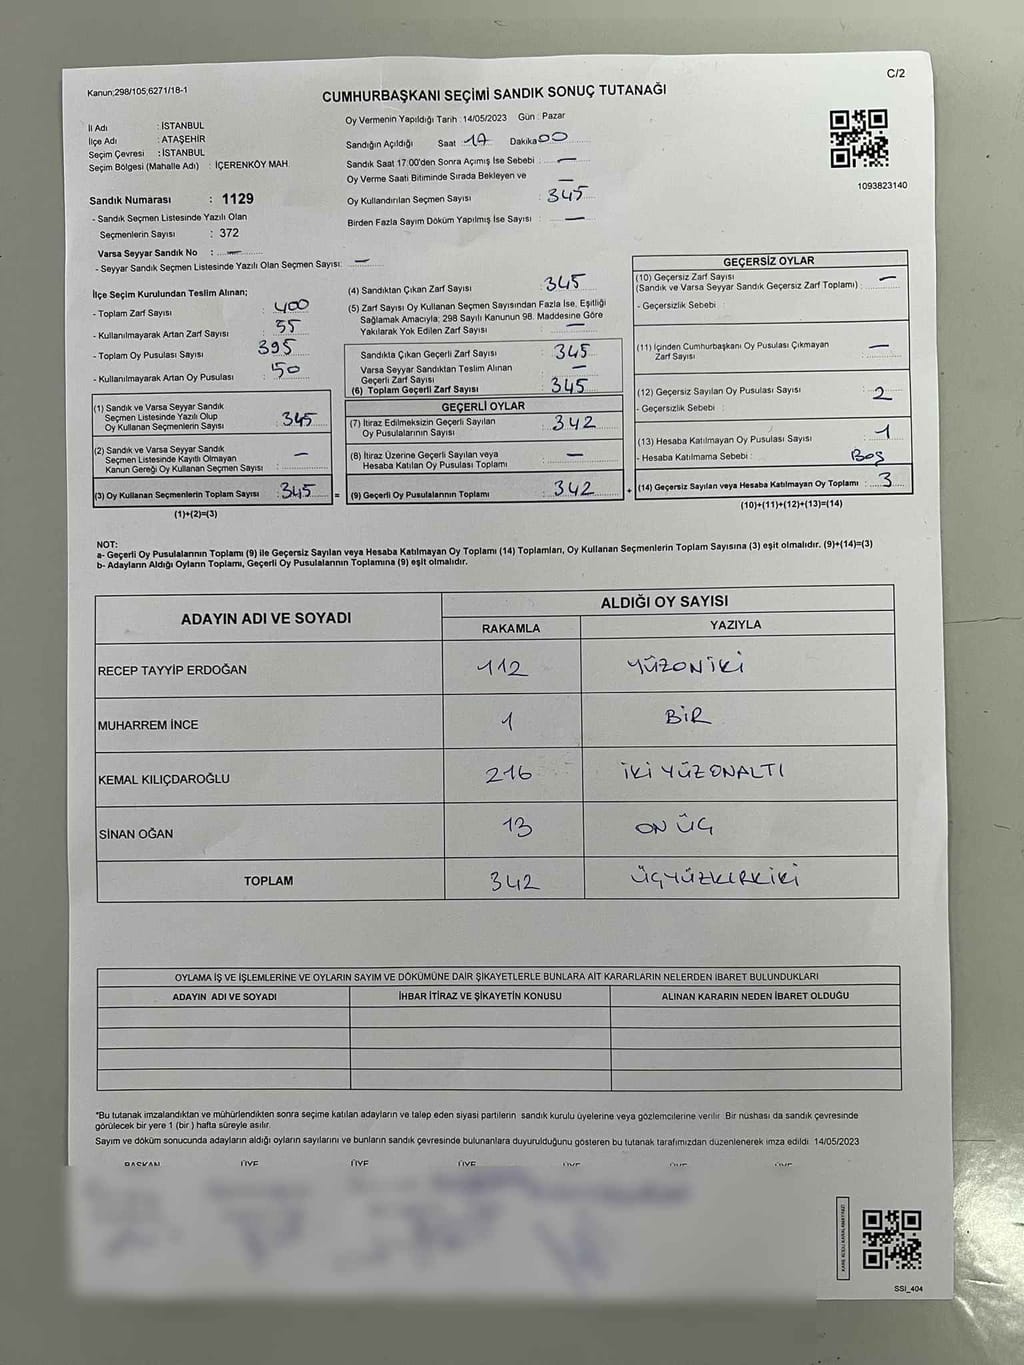 C/2
Kanun;298/105;6271/18-1
CUMHURBAŞKANI SEÇİMİ SANDIK SONUÇ TUTANAĞI
İl Adı : İSTANBUL
İlçe Adı : ATAŞEHİR
Seçim Çevresi : İSTANBUL
Seçim Bölgesi (Mahalle Adı) : İÇERENKÖY MAH.
Sandık Numarası : 1129
- Sandık Seçmen Listesinde Yazılı Olan
Seçmenlerin Sayısı : 372
Varsa Seyyar Sandık No : —
- Seyyar Sandık Seçmen Listesinde Yazılı Olan Seçmen Sayısı: —
Oy Vermenin Yapıldığı Tarih : 14/05/2023 Gün : Pazar
Sandığın Açıldığı Saat 17 Dakika 00
Sandık Saat 17:00'den Sonra Açımış İse Sebebi : —
Oy Verme Saati Bitiminde Sırada Bekleyen ve —
Oy Kullandırılan Seçmen Sayısı : 345
Birden Fazla Sayım Döküm Yapılmış İse Sayısı : —
1093823140
İlçe Seçim Kurulundan Teslim Alınan;
- Toplam Zarf Sayısı : 400
- Kullanılmayarak Artan Zarf Sayısı : 55
- Toplam Oy Pusulası Sayısı : 395
- Kullanılmayarak Artan Oy Pusulası : 50
(1) Sandık ve Varsa Seyyar Sandık
Seçmen Listesinde Yazılı Olup
Oy Kullanan Seçmenlerin Sayısı : 345
(2) Sandık ve Varsa Seyyar Sandık
Seçmen Listesinde Kayıtlı Olmayan
Kanun Gereği Oy Kullanan Seçmen Sayısı : —
(3) Oy Kullanan Seçmenlerin Toplam Sayısı : 345
(1)+(2)=(3)
(4) Sandıktan Çıkan Zarf Sayısı : 345
(5) Zarf Sayısı Oy Kullanan Seçmen Sayısından Fazla İse, Eşitliği
Sağlamak Amacıyla; 298 Sayılı Kanunun 98. Maddesine Göre
Yakılarak Yok Edilen Zarf Sayısı : —
Sandıkta Çıkan Geçerli Zarf Sayısı : 345
Varsa Seyyar Sandıktan Teslim Alınan
Geçerli Zarf Sayısı : —
(6) Toplam Geçerli Zarf Sayısı : 345
GEÇERLİ OYLAR
(7) İtiraz Edilmeksizin Geçerli Sayılan
Oy Pusulalarının Sayısı : 342
(8) İtiraz Üzerine Geçerli Sayılan veya
Hesaba Katılan Oy Pusulası Toplamı : —
= (9) Geçerli Oy Pusulalarının Toplamı : 342
GEÇERSİZ OYLAR
(10) Geçersiz Zarf Sayısı
(Sandık ve Varsa Seyyar Sandık Geçersiz Zarf Toplamı) : —
- Geçersizlik Sebebi :
(11) İçinden Cumhurbaşkanı Oy Pusulası Çıkmayan
Zarf Sayısı : —
(12) Geçersiz Sayılan Oy Pusulası Sayısı : 2
- Geçersizlik Sebebi :
(13) Hesaba Katılmayan Oy Pusulası Sayısı : 1
- Hesaba Katılmama Sebebi : Boş
+ (14) Geçersiz Sayılan veya Hesaba Katılmayan Oy Toplamı : 3
(10)+(11)+(12)+(13)=(14)
NOT:
a- Geçerli Oy Pusulalarının Toplamı (9) ile Geçersiz Sayılan veya Hesaba Katılmayan Oy Toplamı (14) Toplamları, Oy Kullanan Seçmenlerin Toplam Sayısına (3) eşit olmalıdır. (9)+(14)=(3)
b- Adayların Aldığı Oyların Toplamı, Geçerli Oy Pusulalarının Toplamına (9) eşit olmalıdır.
ADAYIN ADI VE SOYADI
ALDIĞI OY SAYISI
RAKAMLA YAZIYLA
RECEP TAYYİP ERDOĞAN 112 YÜZONİKİ
MUHARREM İNCE 1 BİR
KEMAL KILIÇDAROĞLU 216 İKİ YÜZ ONALTI
SİNAN OĞAN 13 ON ÜÇ
TOPLAM 342 ÜÇYÜZKIRKİKİ
OYLAMA İŞ VE İŞLEMLERİNE VE OYLARIN SAYIM VE DÖKÜMÜNE DAİR ŞİKAYETLERLE BUNLARA AİT KARARLARIN NELERDEN İBARET BULUNDUKLARI
ADAYIN ADI VE SOYADI İHBAR İTİRAZ VE ŞİKAYETİN KONUSU ALINAN KARARIN NEDEN İBARET OLDUĞU
*Bu tutanak imzalandıktan ve mühürlendikten sonra seçime katılan adayların ve talep eden siyasi partilerin sandık kurulu üyelerine veya gözlemcilerine verilir. Bir nüshası da sandık çevresinde
görülecek bir yere 1 (bir ) hafta süreyle asılır.
Sayım ve döküm sonucunda adayların aldığı oyların sayılarını ve bunların sandık çevresinde bulunanlara duyurulduğunu gösteren bu tutanak tarafımızdan düzenlenerek imza edildi. 14/05/2023
BAŞKAN ÜYE ÜYE ÜYE ÜYE ÜYE ÜYE
SSI_404